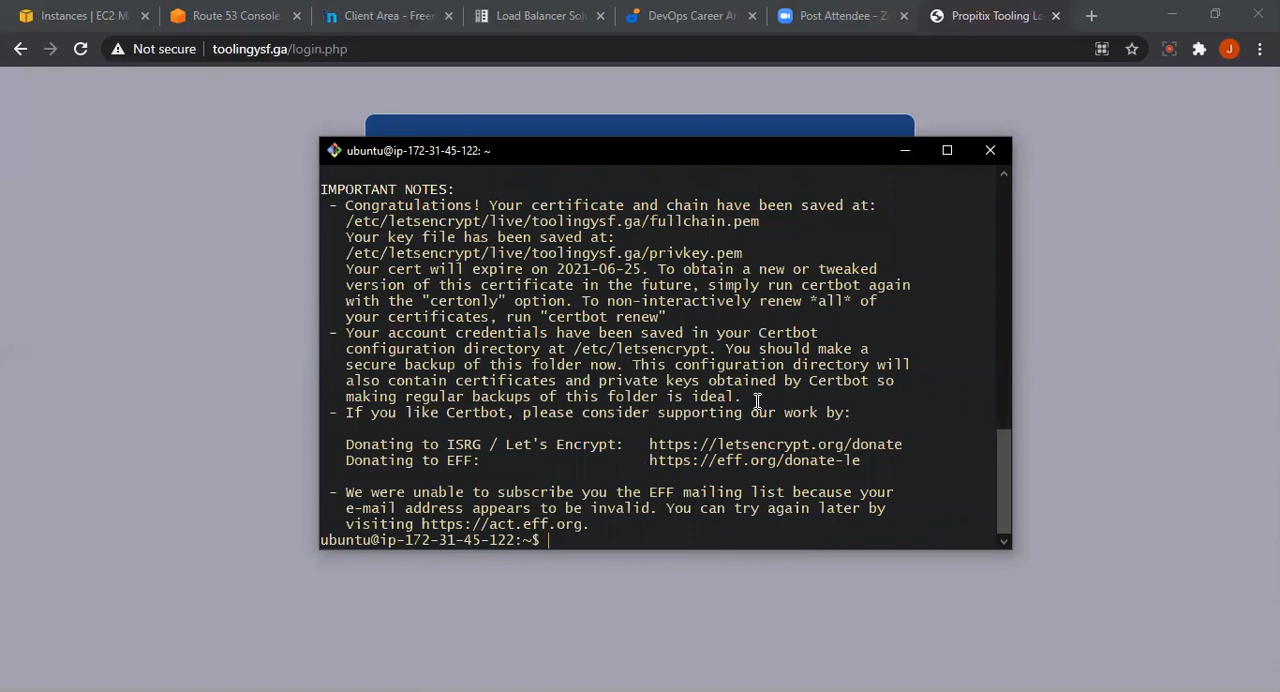 Instances | EC2 M
Route 53 Console
Client Area - Freen
Load Balancer Solu
DevOps Career An
Post Attendee - Z
Propitix Tooling Lo
Not secure
toolingysf.ga/login.php
J
ubuntu@ip-172-31-45-122: ~
IMPORTANT NOTES:
- Congratulations! Your certificate and chain have been saved at:
/etc/letsencrypt/live/toolingysf.ga/fullchain.pem
Your key file has been saved at:
/etc/letsencrypt/live/toolingysf.ga/privkey.pem
Your cert will expire on 2021-06-25. To obtain a new or tweaked
version of this certificate in the future, simply run certbot again
with the "certonly" option. To non-interactively renew *all* of
your certificates, run "certbot renew"
- Your account credentials have been saved in your Certbot
configuration directory at /etc/letsencrypt. You should make a
secure backup of this folder now. This configuration directory will
also contain certificates and private keys obtained by Certbot so
making regular backups of this folder is ideal.
- If you like Certbot, please consider supporting our work by:
Donating to ISRG / Let's Encrypt: https://letsencrypt.org/donate
Donating to EFF: https://eff.org/donate-le
- We were unable to subscribe you the EFF mailing list because your
e-mail address appears to be invalid. You can try again later by
visiting https://act.eff.org.
ubuntu@ip-172-31-45-122:~$